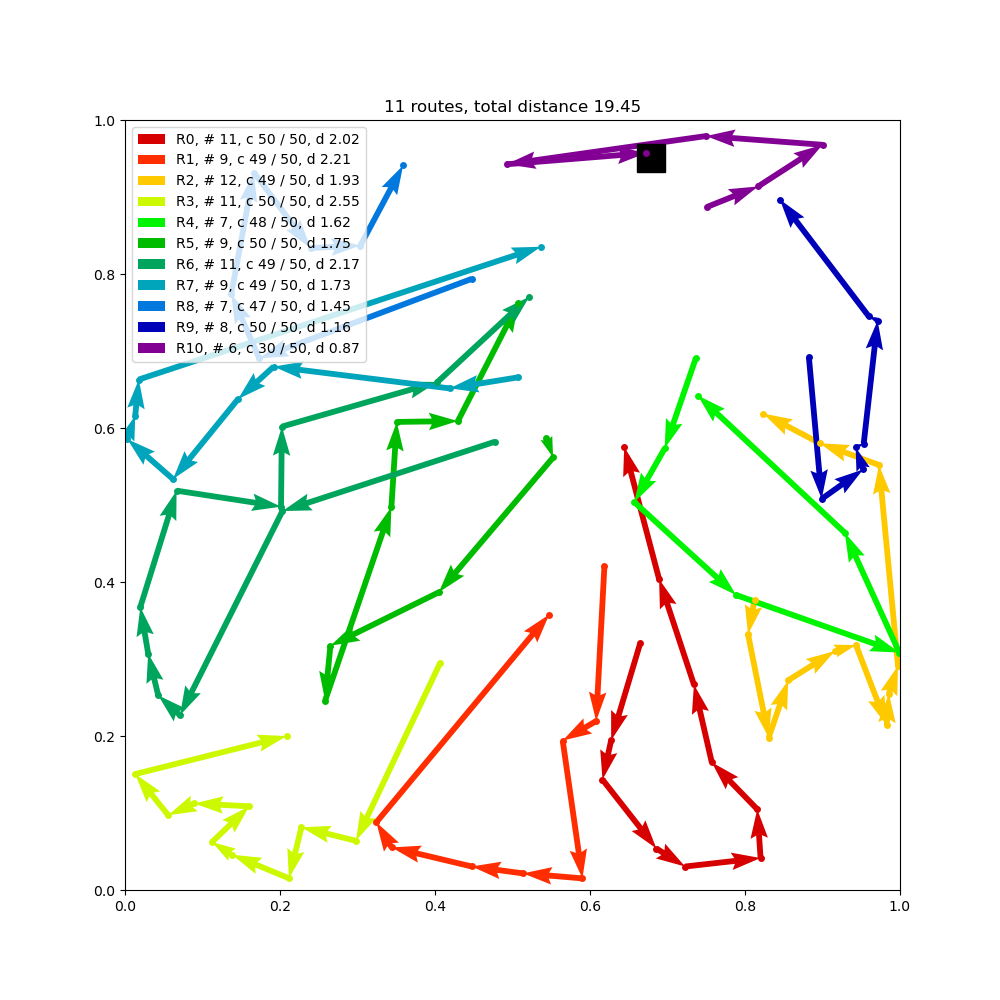 11 routes, total distance 19.45
1.0
0.8
0.6
0.4
0.2
0.0
R0, # 11, c 50 / 50, d 2.02
R1, # 9, c 49 / 50, d 2.21
R2, # 12, c 49 / 50, d 1.93
R3, # 11, c 50 / 50, d 2.55
R4, # 7, c 48 / 50, d 1.62
R5, # 9, c 50 / 50, d 1.75
R6, # 11, c 49 / 50, d 2.17
R7, # 9, c 49 / 50, d 1.73
R8, # 7, c 47 / 50, d 1.45
R9, # 8, c 50 / 50, d 1.16
R10, # 6, c 30 / 50, d 0.87
0.0 0.2 0.4 0.6 0.8 1.0